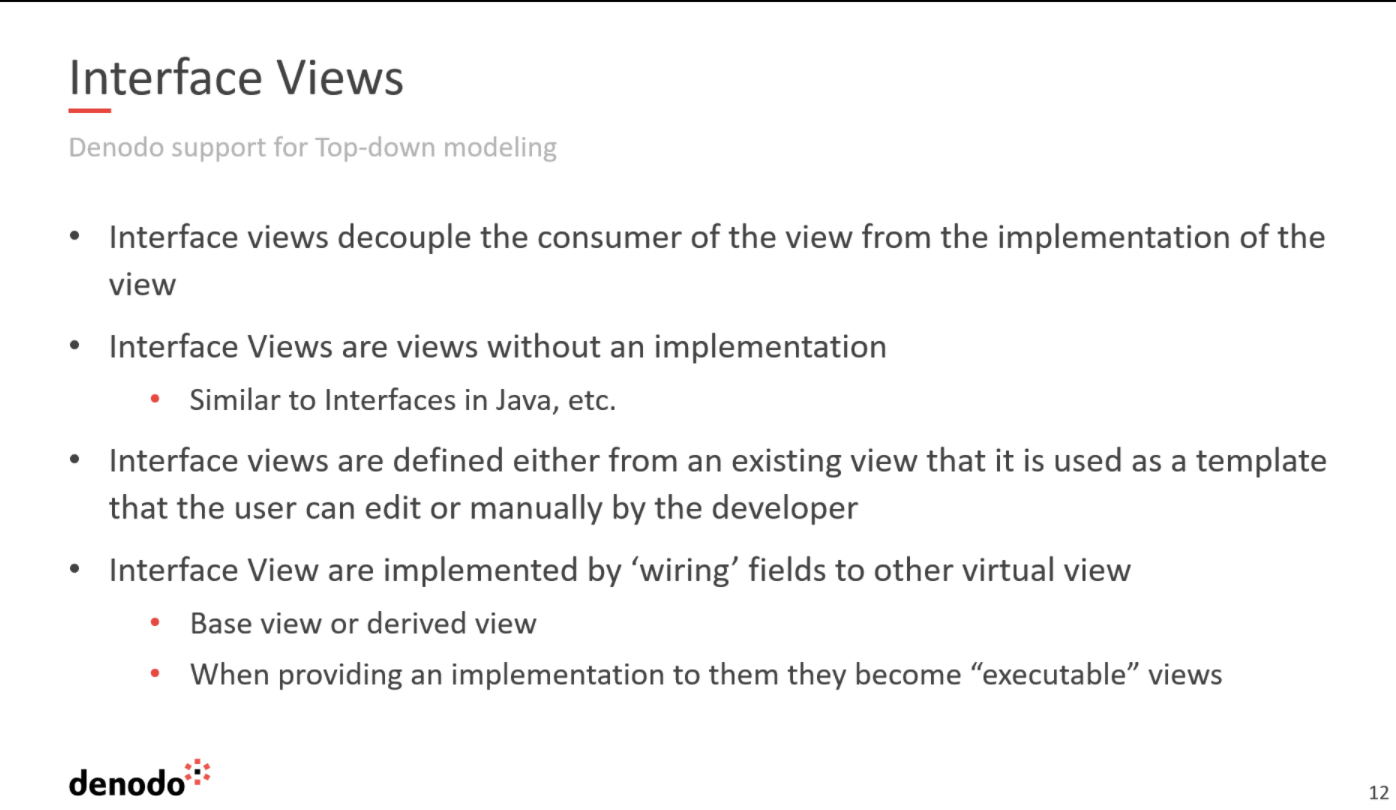 Interface Views
Denodo support for Top-down modeling
• Interface views decouple the consumer of the view from the implementation of the
view
• Interface Views are views without an implementation
• Similar to Interfaces in Java, etc.
• Interface views are defined either from an existing view that it is used as a template
that the user can edit or manually by the developer
• Interface View are implemented by ‘wiring’ fields to other virtual view
• Base view or derived view
• When providing an implementation to them they become “executable” views
denodo
12